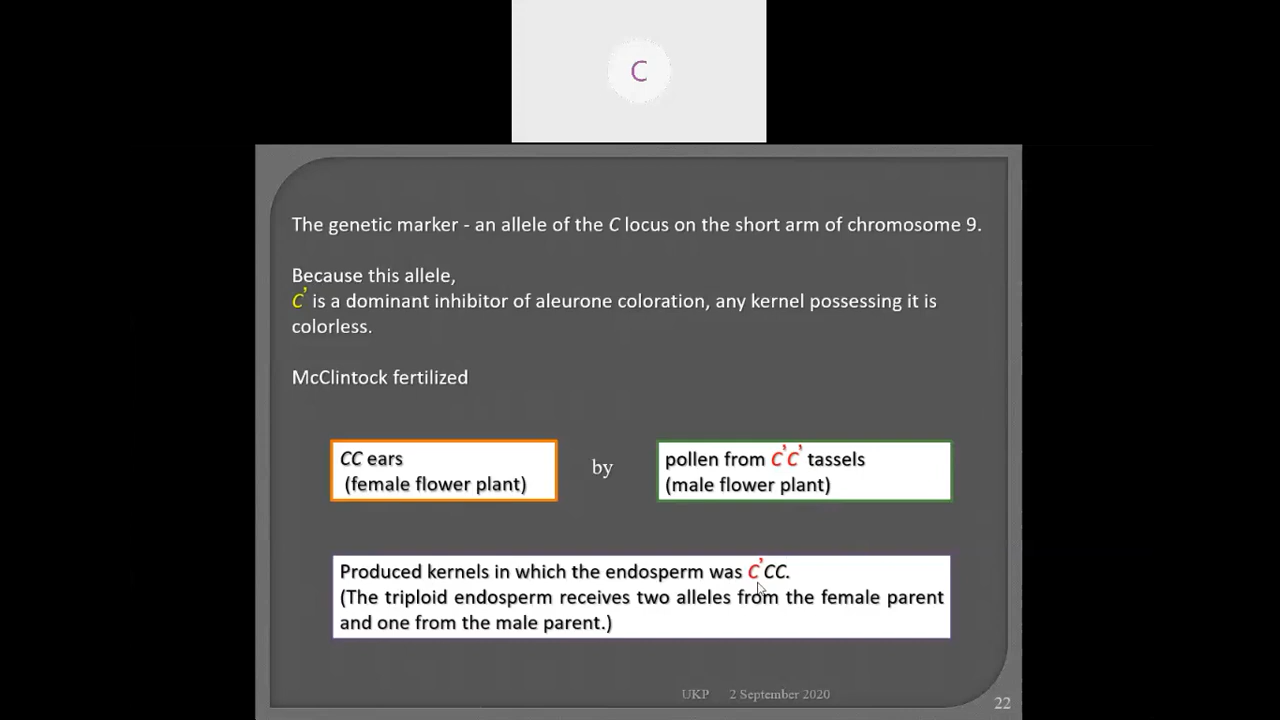 C
The genetic marker - an allele of the C locus on the short arm of chromosome 9.
Because this allele,
C' is a dominant inhibitor of aleurone coloration, any kernel possessing it is
colorless.
McClintock fertilized
CC ears
(female flower plant)
by
pollen from C'C' tassels
(male flower plant)
Produced kernels in which the endosperm was C'CC.
(The triploid endosperm receives two alleles from the female parent
and one from the male parent.)
UKP 2 September 2020
22